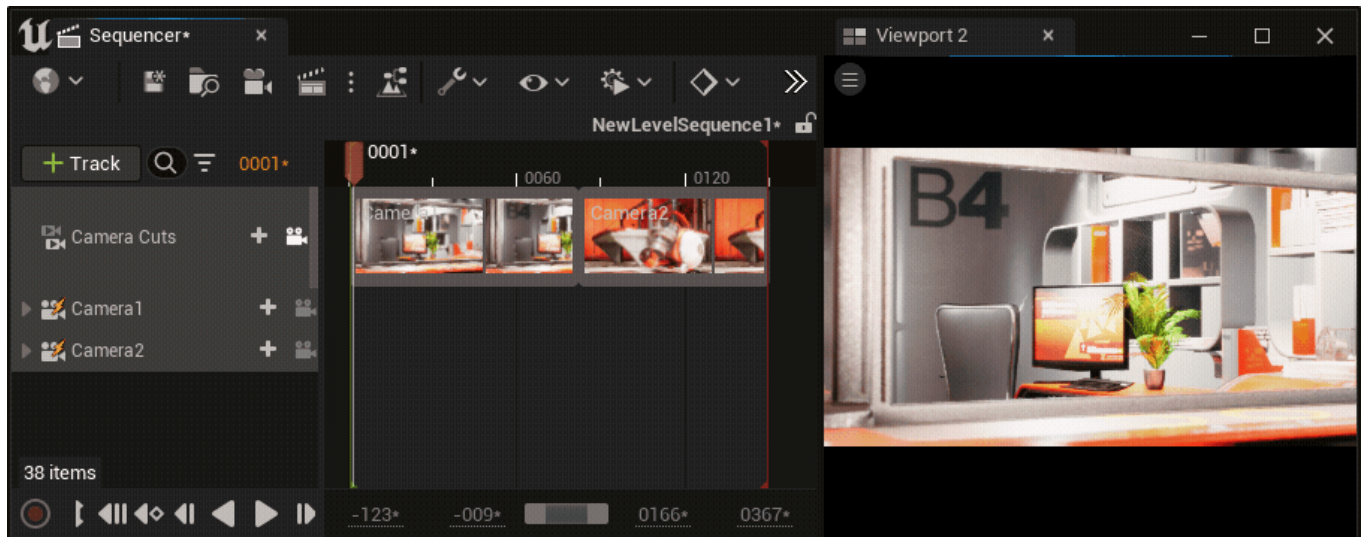 Sequencer*
Viewport 2
NewLevelSequence1*
Track
0001*
0001*
0060
0120
Camera Cuts
Camera2
Camera1
Camera2
38 items
-123*
-009*
0166*
0367*
B4